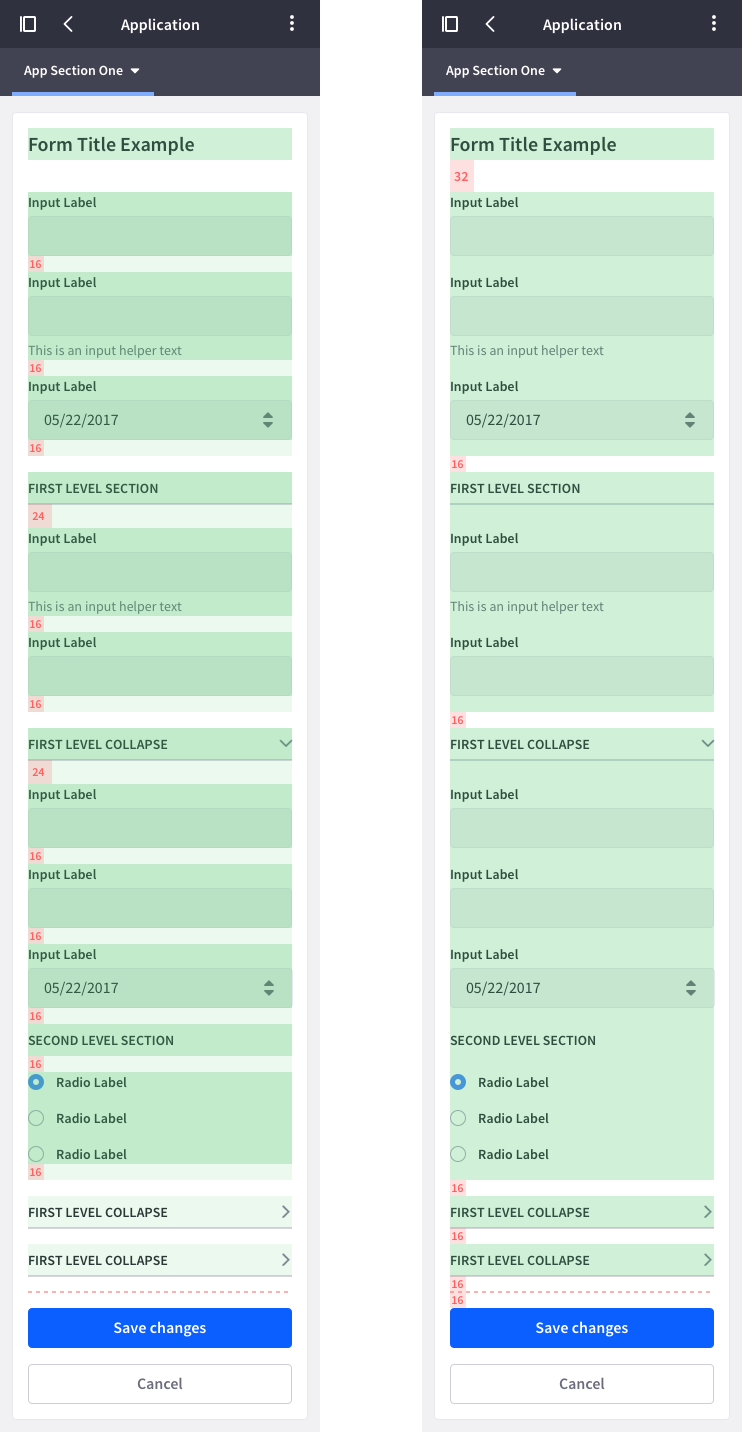 Application
App Section One
Form Title Example
Input Label
16
Input Label
This is an input helper text
16
Input Label
05/22/2017
16
FIRST LEVEL SECTION
24
Input Label
This is an input helper text
16
Input Label
16
FIRST LEVEL COLLAPSE
24
Input Label
16
Input Label
16
Input Label
05/22/2017
16
SECOND LEVEL SECTION
16
Radio Label
Radio Label
Radio Label
16
FIRST LEVEL COLLAPSE
FIRST LEVEL COLLAPSE
Save changes
Cancel
Application
App Section One
Form Title Example
32
Input Label
Input Label
This is an input helper text
Input Label
05/22/2017
16
FIRST LEVEL SECTION
Input Label
This is an input helper text
Input Label
16
FIRST LEVEL COLLAPSE
Input Label
Input Label
Input Label
05/22/2017
SECOND LEVEL SECTION
Radio Label
Radio Label
Radio Label
16
FIRST LEVEL COLLAPSE
16
FIRST LEVEL COLLAPSE
16
16
Save changes
Cancel